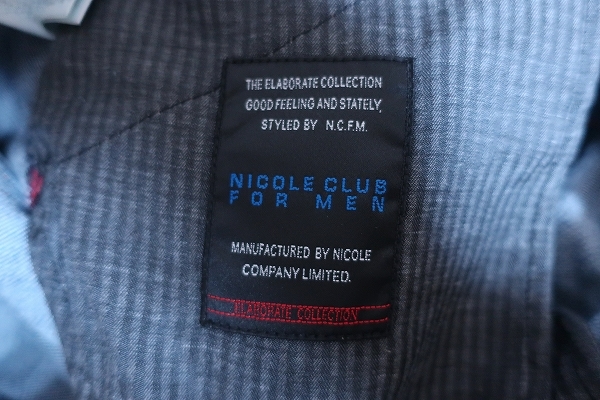 THE ELABORATE COLLECTION
GOOD FEELING AND STATELY,
STYLED BY N.C.F.M.
NICOLE CLUB
FOR MEN
MANUFACTURED BY NICOLE
COMPANY LIMITED.
ELABORATE COLLECTION